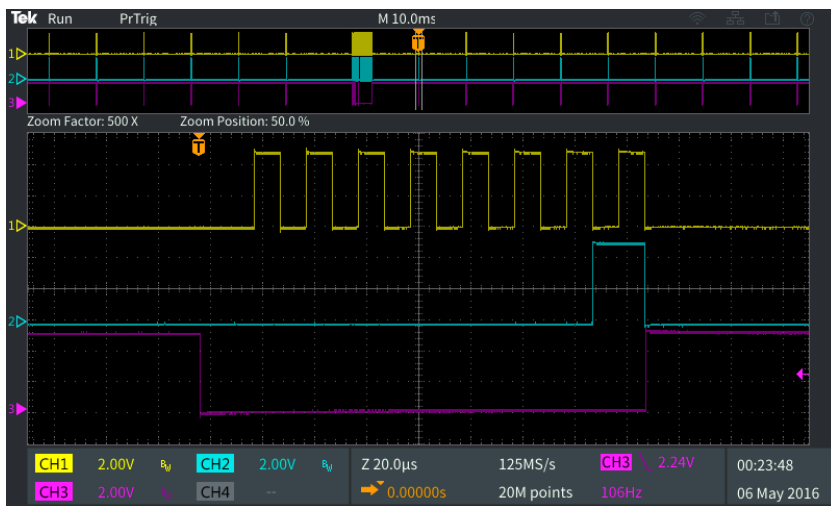 Tek Run PrTrig M 10.0ms
T
1
2
3
Zoom Factor: 500 X Zoom Position: 50.0 %
T
1
2
3
CH1 2.00V BW CH2 2.00V BW Z 20.0µs 125MS/s CH3 2.24V 00:23:48
CH3 2.00V CH4 -- 0.00000s 20M points 106Hz 06 May 2016